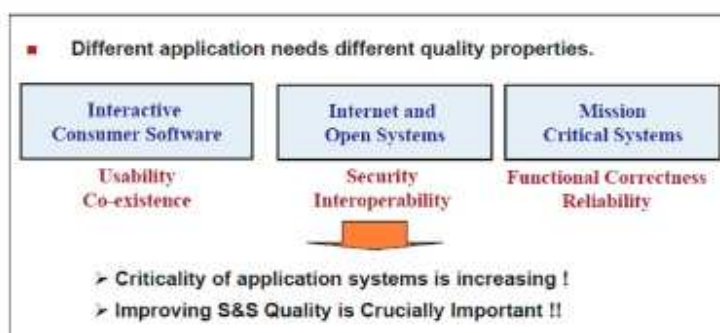 Different application needs different quality properties.
Interactive
Consumer Software
Internet and
Open Systems
Mission
Critical Systems
Usability
Co-existence
Security
Interoperability
Functional Correctness
Reliability
Criticality of application systems is increasing !
Improving S&S Quality is Crucially Important !!